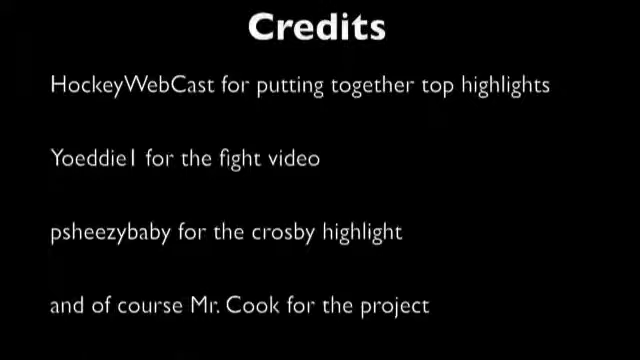 Credits
HockeyWebCast for putting together top highlights
Yoeddie1 for the fight video
psheezybaby for the crosby highlight
and of course Mr. Cook for the project